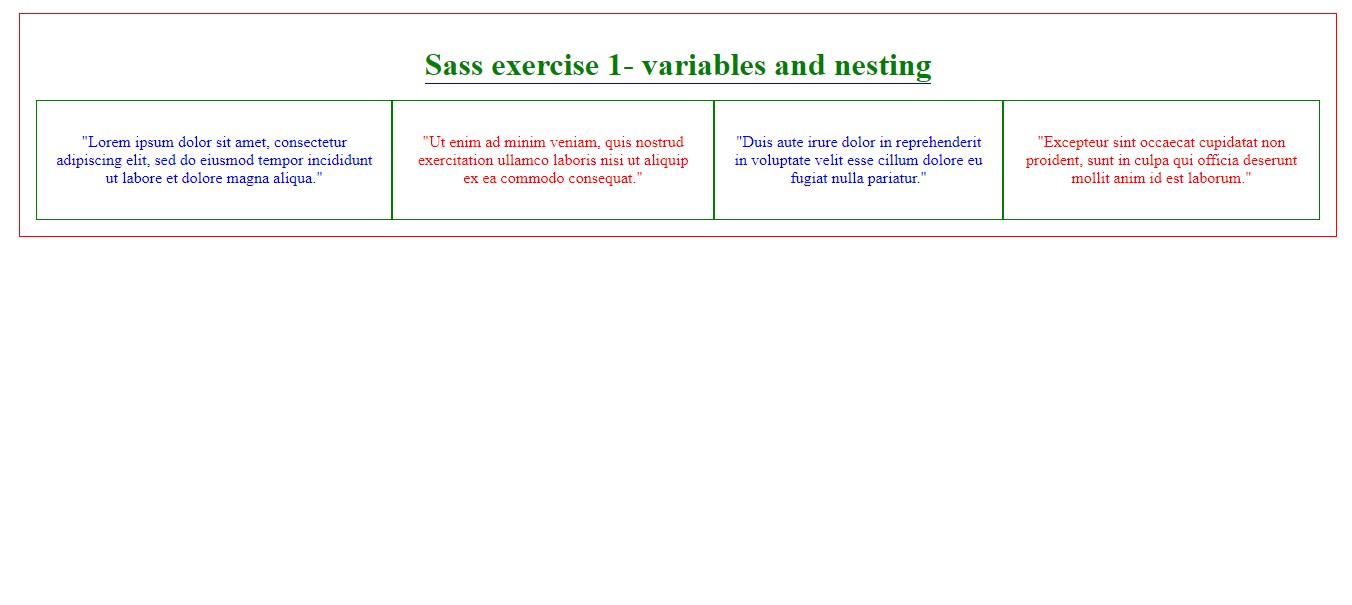 Sass exercise 1- variables and nesting
"Lorem ipsum dolor sit amet, consectetur
adipiscing elit, sed do eiusmod tempor incididunt
ut labore et dolore magna aliqua."
"Ut enim ad minim veniam, quis nostrud
exercitation ullamco laboris nisi ut aliquip
ex ea commodo consequat."
"Duis aute irure dolor in reprehenderit
in voluptate velit esse cillum dolore eu
fugiat nulla pariatur."
"Excepteur sint occaecat cupidatat non
proident, sunt in culpa qui officia deserunt
mollit anim id est laborum."